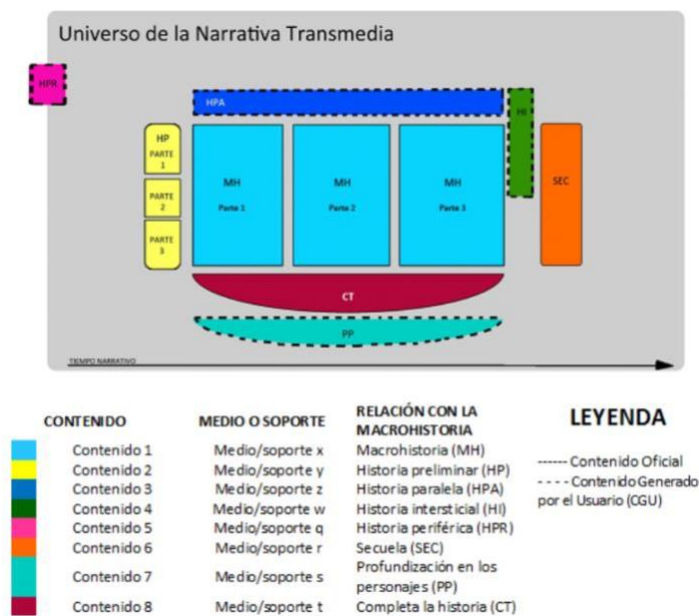 Universo de la Narrativa Transmedia
HPR
HPA
HI
HP
PARTE
1
PARTE
2
PARTE
3
MH
Parte 1
MH
Parte 2
MH
Parte 3
SEC
CT
PP
TIEMPO NARRATIVO
CONTENIDO MEDIO O SOPORTE RELACIÓN CON LA MACROHISTORIA
Contenido 1 Medio/soporte x Macrohistoria (MH)
Contenido 2 Medio/soporte y Historia preliminar (HP)
Contenido 3 Medio/soporte z Historia paralela (HPA)
Contenido 4 Medio/soporte w Historia intersticial (HI)
Contenido 5 Medio/soporte q Historia periférica (HPR)
Contenido 6 Medio/soporte r Secuela (SEC)
Contenido 7 Medio/soporte s Profundización en los personajes (PP)
Contenido 8 Medio/soporte t Completa la historia (CT)
LEYENDA
------- Contenido Oficial
- - - - Contenido Generado
por el Usuario (CGU)